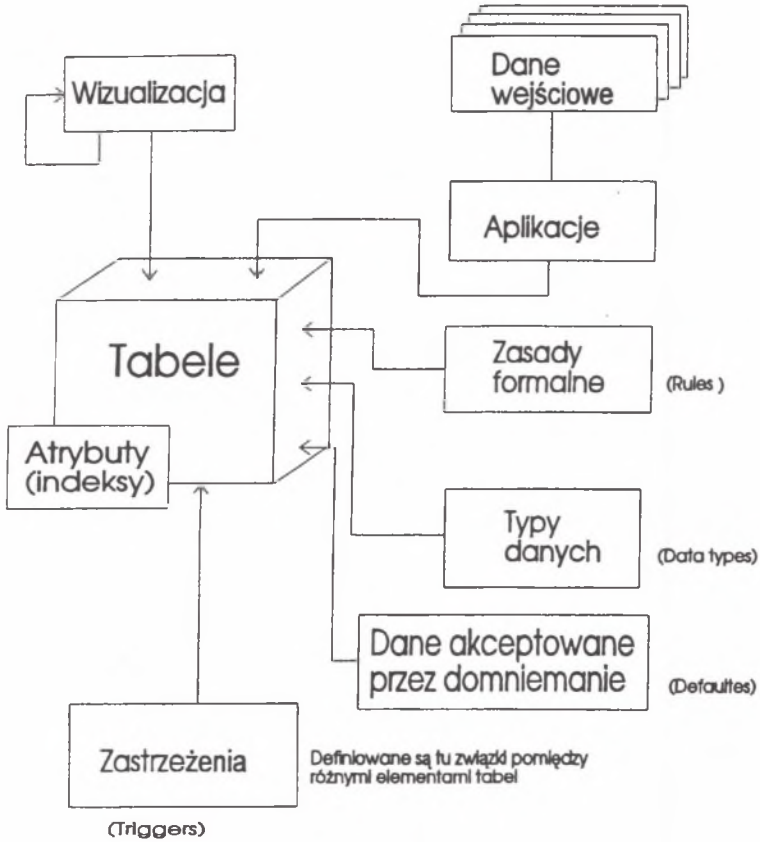 Wizualizacja
Dane
wejściowe
Aplikacje
Tabele
Atrybuty
(indeksy)
Zasady
formalne
(Rules )
Typy
danych
(Data types)
Dane akceptowane
przez domniemanie
(Defaultes)
Zastrzeżenia
Definiowane są tu związki pomiędzy
różnymi elementami tabel
(Triggers)